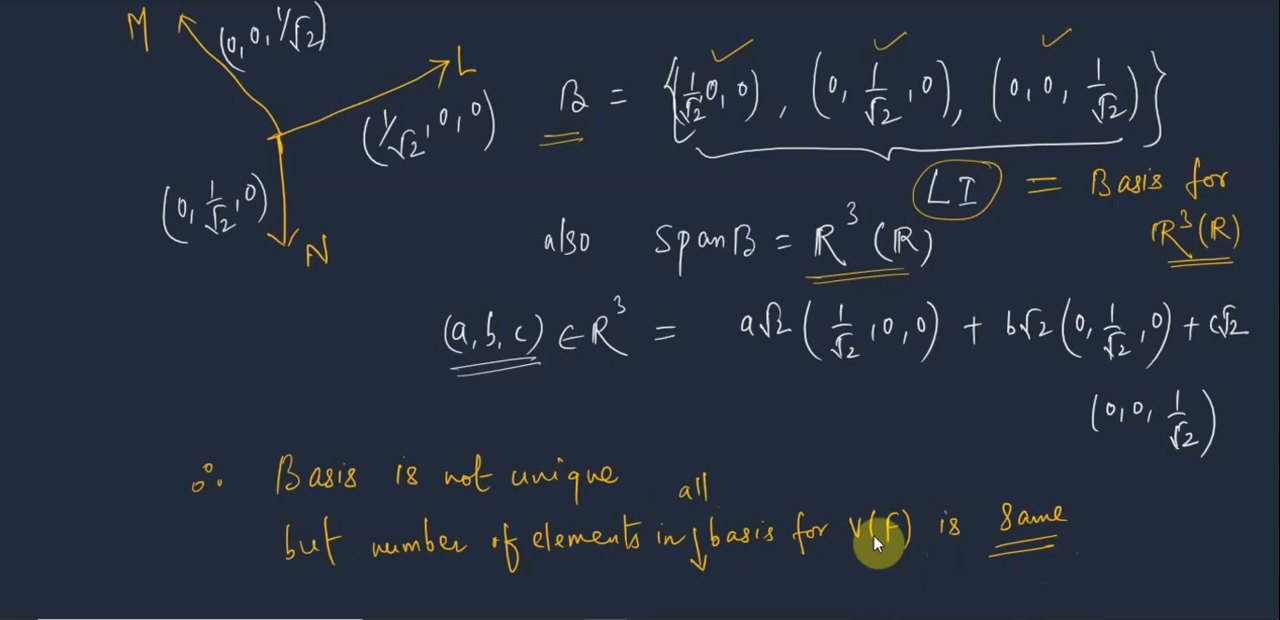 M
(0, 0, 1/√2)
L
(1/√2, 0, 0)
(0, 1/√2, 0)
N
B = {(1/√2 0, 0), (0, 1/√2, 0), (0, 0, 1/√2)}
LI = Basis for
R³(R)
also Span B = R³(R)
(a, b, c) ∈ R³ = a√2 (1/√2, 0, 0) + b√2 (0, 1/√2, 0) + c√2
(0, 0, 1/√2)
∴ Basis is not unique
all
but number of elements in ↓ basis for V(F) is same